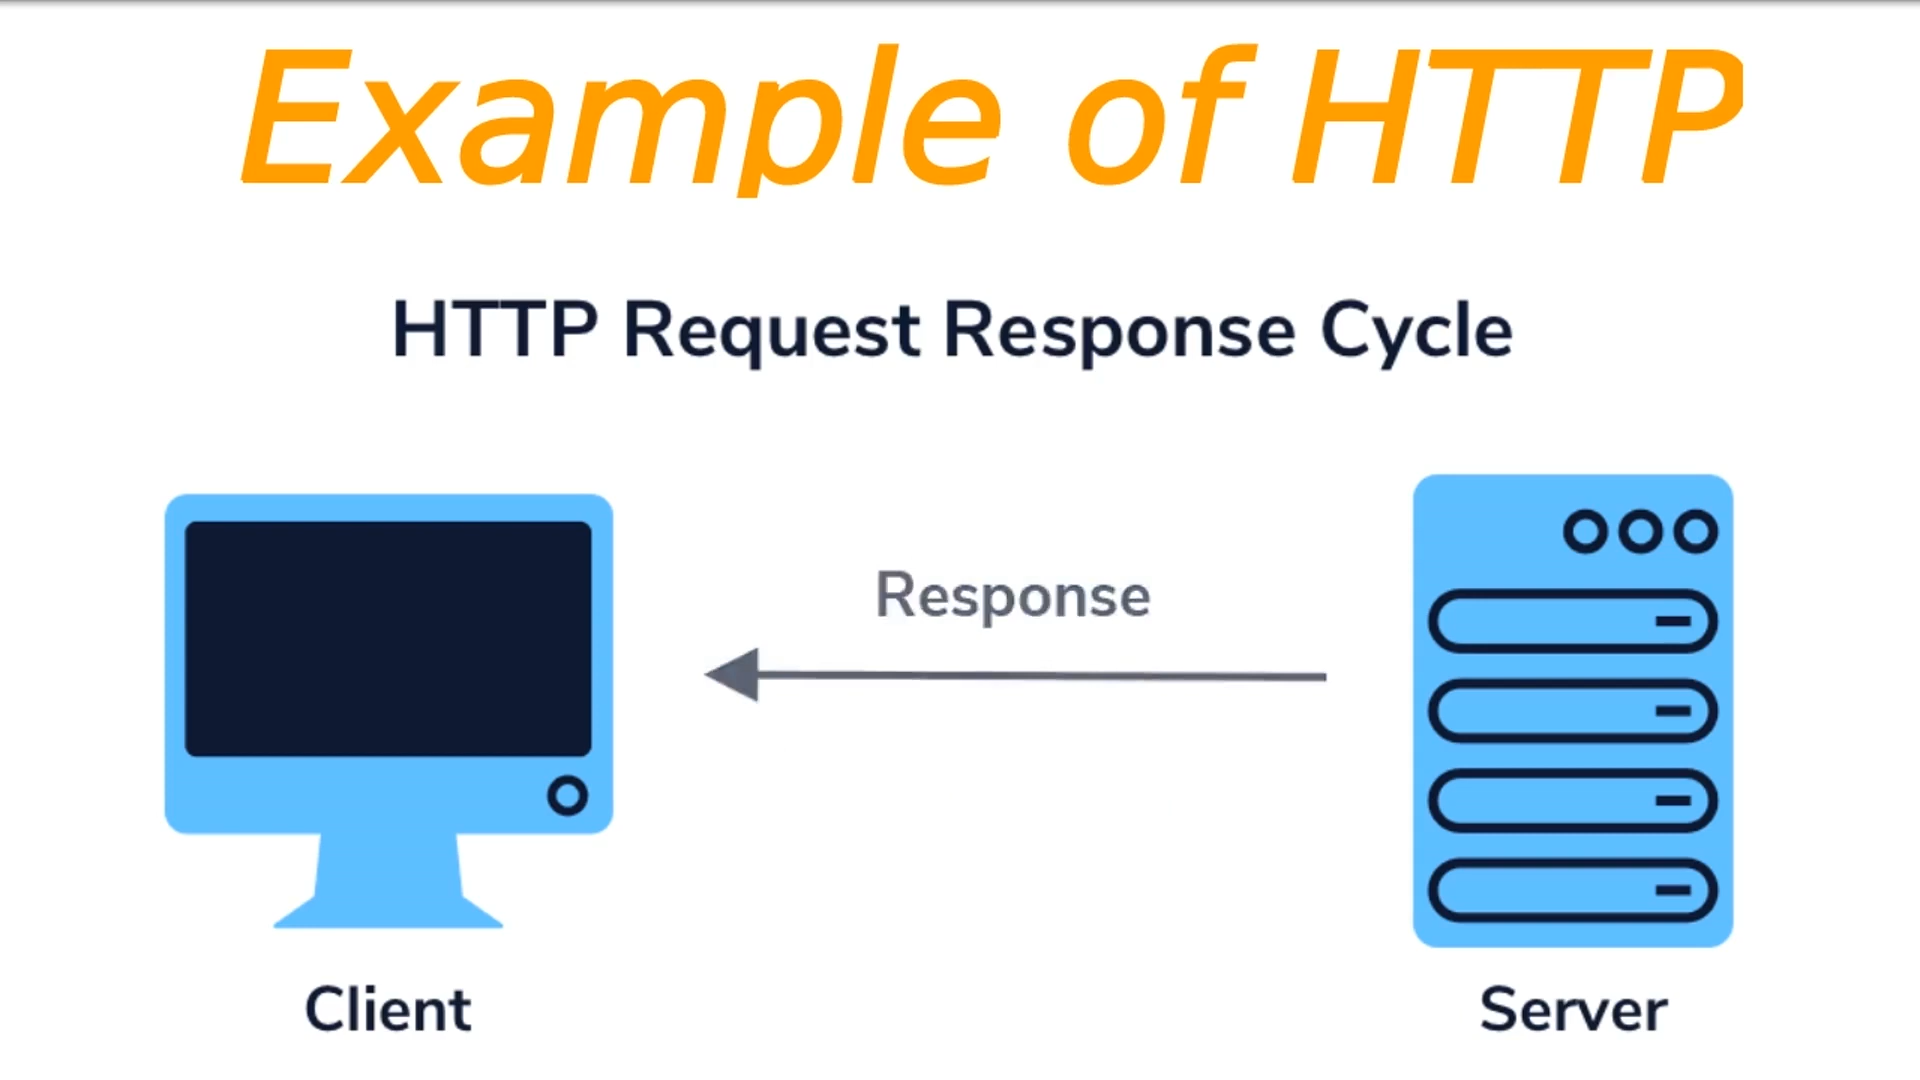 Example of HTTP
HTTP Request Response Cycle
Response
Client
Server